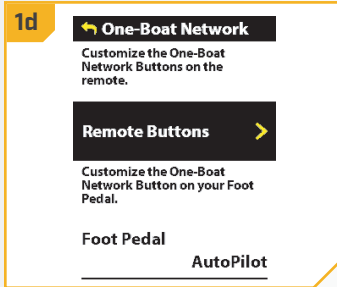 1d
One-Boat Network
Customize the One-Boat
Network Buttons on the
remote.
Remote Buttons
Customize the One-Boat
Network Button on your Foot
Pedal.
Foot Pedal
AutoPilot